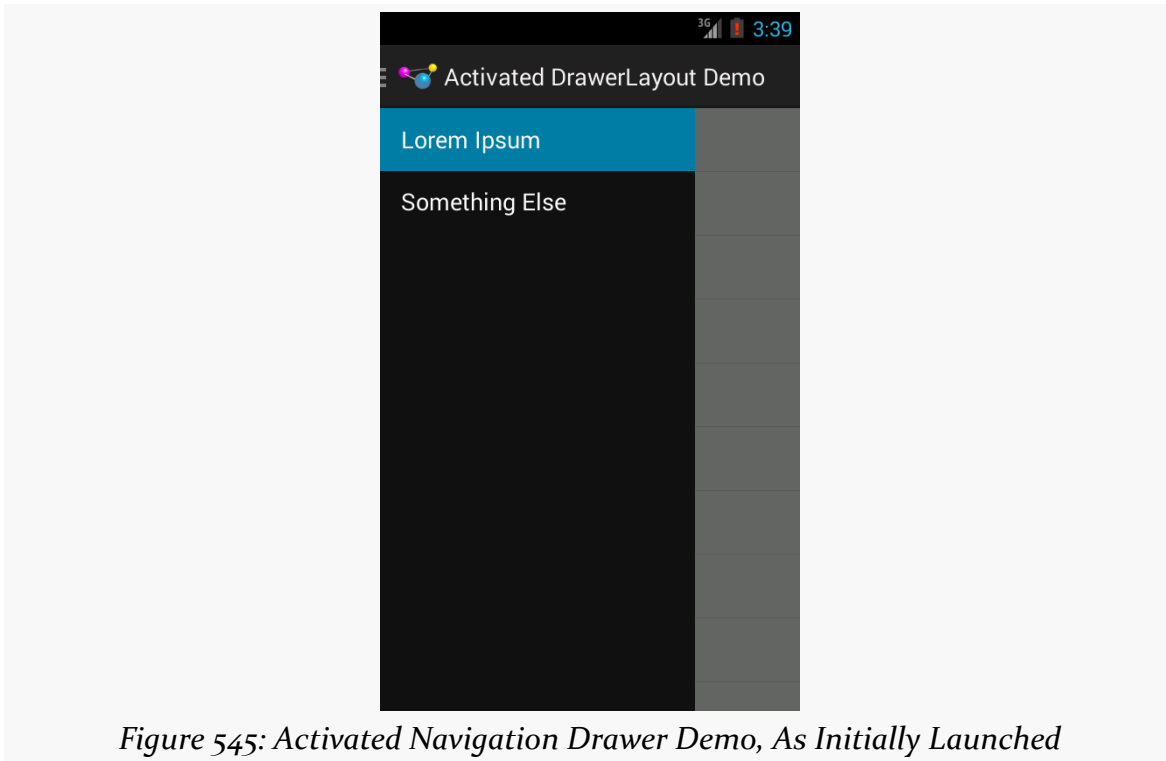 3G 3:39
Activated DrawerLayout Demo
Lorem Ipsum
Something Else
Figure 545: Activated Navigation Drawer Demo, As Initially Launched